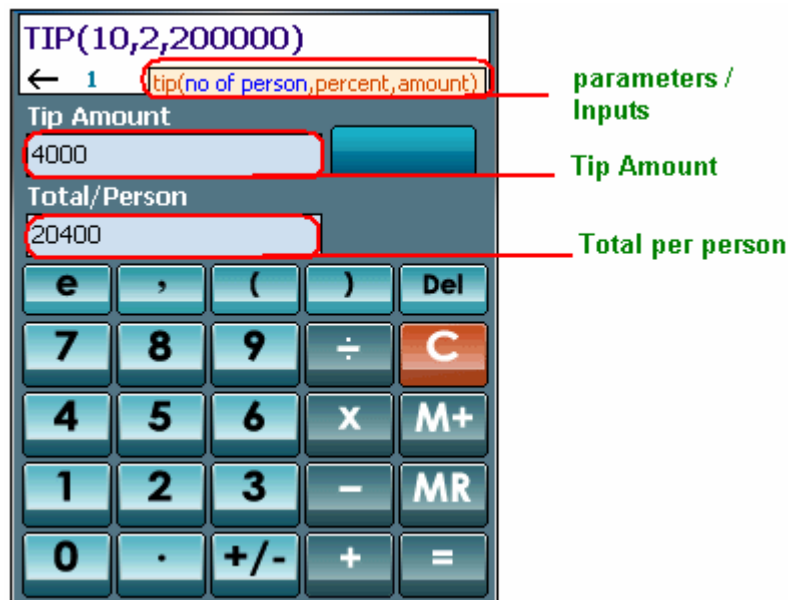 TIP(10,2,200000)
← 1 tip(no of person,percent,amount)
parameters /
Inputs
Tip Amount
4000
Tip Amount
Total/Person
20400
Total per person
e , ( ) Del
7 8 9 ÷ C
4 5 6 x M+
1 2 3 – MR
0 . +/- + =